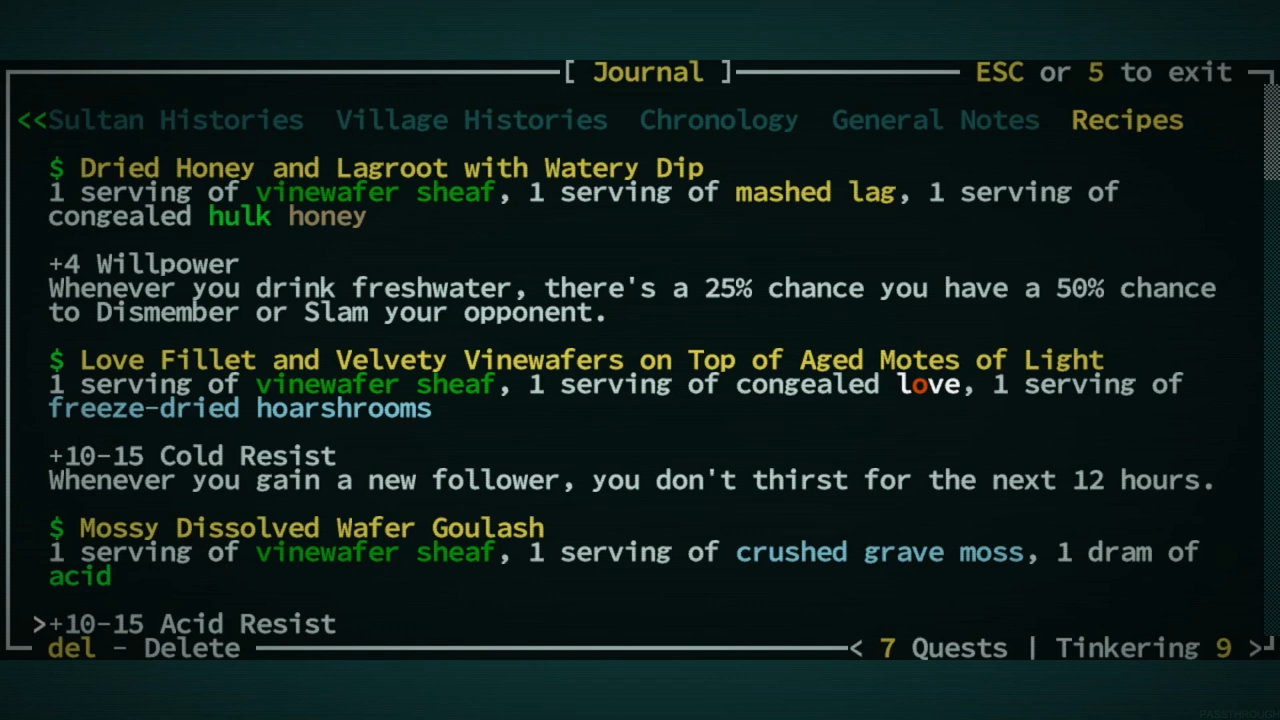 [ Journal ] ESC or 5 to exit
<<Sultan Histories Village Histories Chronology General Notes Recipes
$ Dried Honey and Lagroot with Watery Dip
1 serving of vinewafer sheaf, 1 serving of mashed lag, 1 serving of
congealed hulk honey
+4 Willpower
Whenever you drink freshwater, there's a 25% chance you have a 50% chance
to Dismember or Slam your opponent.
$ Love Fillet and Velvety Vinewafers on Top of Aged Motes of Light
1 serving of vinewafer sheaf, 1 serving of congealed love, 1 serving of
freeze-dried hoarshrooms
+10-15 Cold Resist
Whenever you gain a new follower, you don't thirst for the next 12 hours.
$ Mossy Dissolved Wafer Goulash
1 serving of vinewafer sheaf, 1 serving of crushed grave moss, 1 dram of
acid
>+10-15 Acid Resist
del - Delete < 7 Quests | Tinkering 9 >